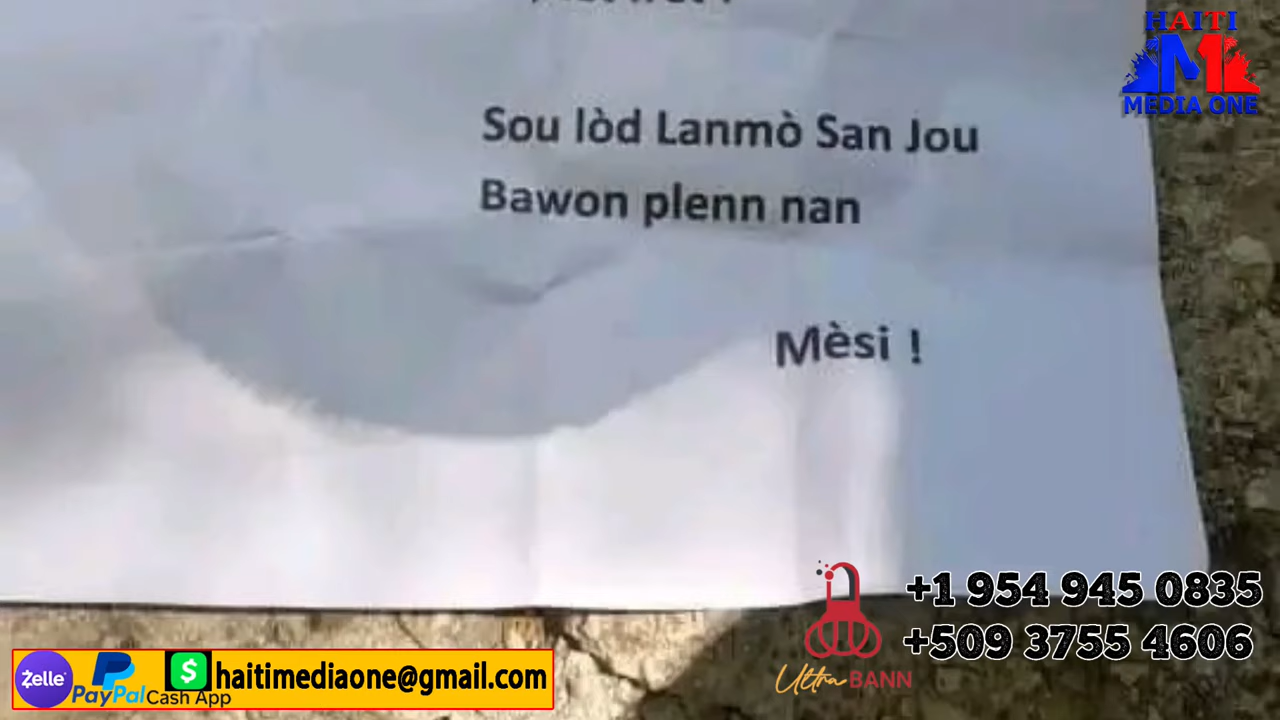 HAITI
M1
MEDIA ONE
Sou lòd Lanmò San Jou
Bawon plenn nan
Mèsi !
+1 954 945 0835
+509 3755 4606
Ultra BANN
Zelle
PayPal
Cash App
haitimediaone@gmail.com